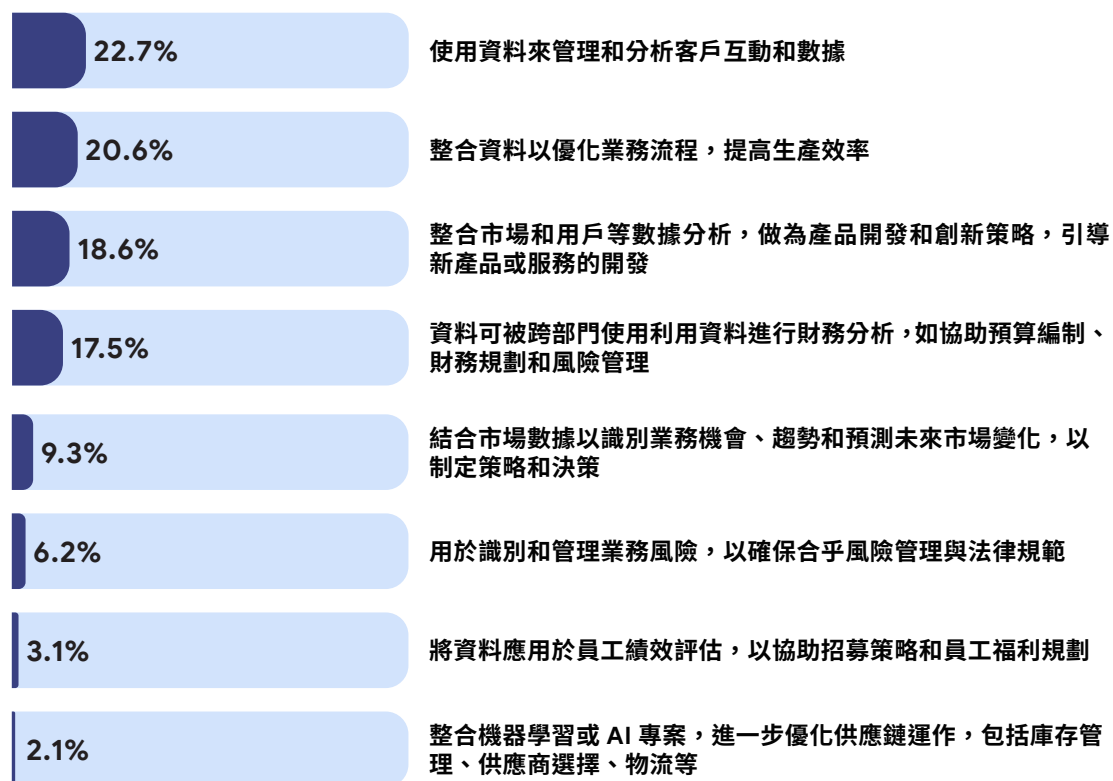 22.7%
使用資料來管理和分析客戶互動和數據
20.6%
整合資料以優化業務流程，提高生產效率
18.6%
整合市場和用戶等數據分析，做為產品開發和創新策略，引導
新產品或服務的開發
17.5%
資料可被跨部門使用利用資料進行財務分析，如協助預算編制、
財務規劃和風險管理
9.3%
結合市場數據以識別業務機會、趨勢和預測未來市場變化，以
制定策略和決策
6.2%
用於識別和管理業務風險，以確保合乎風險管理與法律規範
3.1%
將資料應用於員工績效評估，以協助招募策略和員工福利規劃
2.1%
整合機器學習或 AI 專案，進一步優化供應鏈運作，包括庫存管
理、供應商選擇、物流等